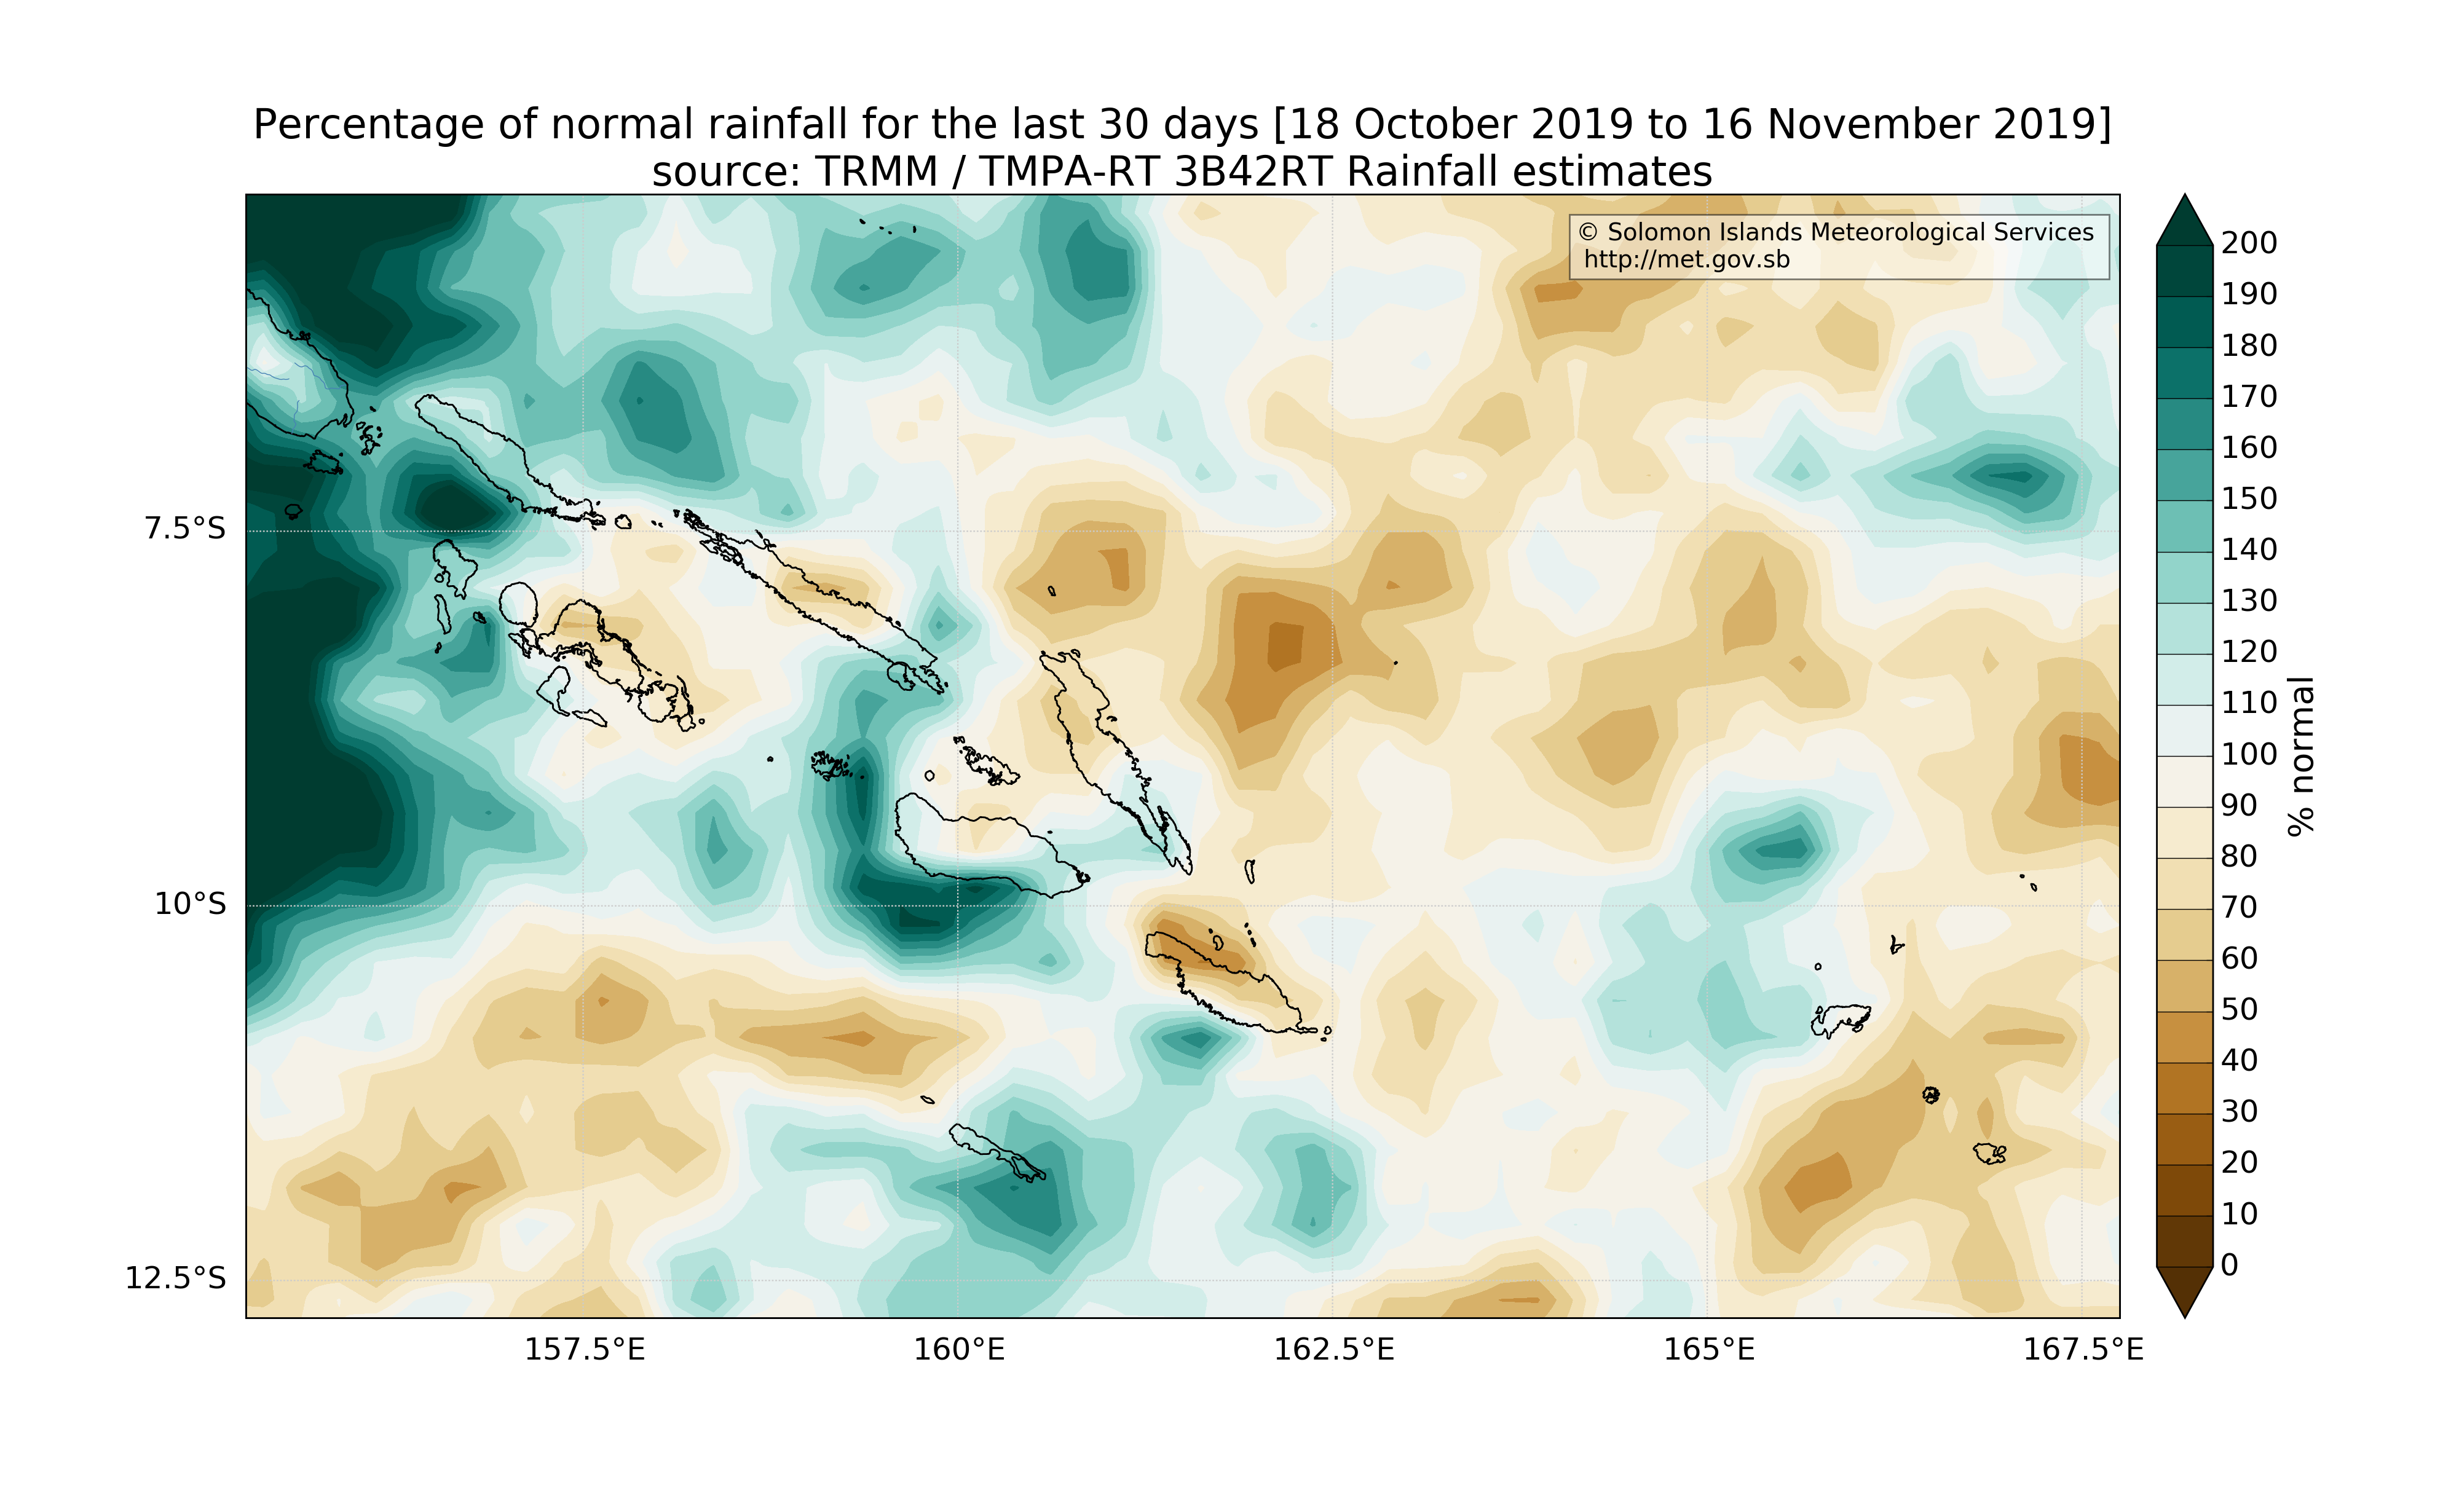 Percentage of normal rainfall for the last 30 days [18 October 2019 to 16 November 2019]
source: TRMM / TMPA-RT 3B42RT Rainfall estimates
© Solomon Islands Meteorological Services
http://met.gov.sb
7.5°S
10°S
12.5°S
157.5°E
160°E
162.5°E
165°E
167.5°E
200
190
180
170
160
150
140
130
120
110
100
90
80
70
60
50
40
30
20
10
0
% normal